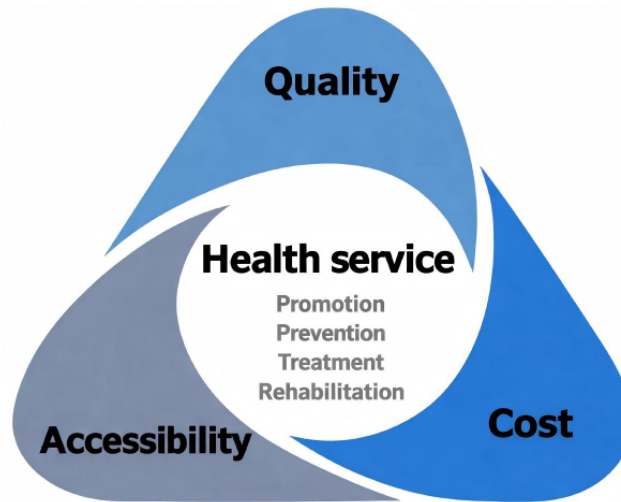 Quality
Health service
Promotion
Prevention
Treatment
Rehabilitation
Accessibility
Cost